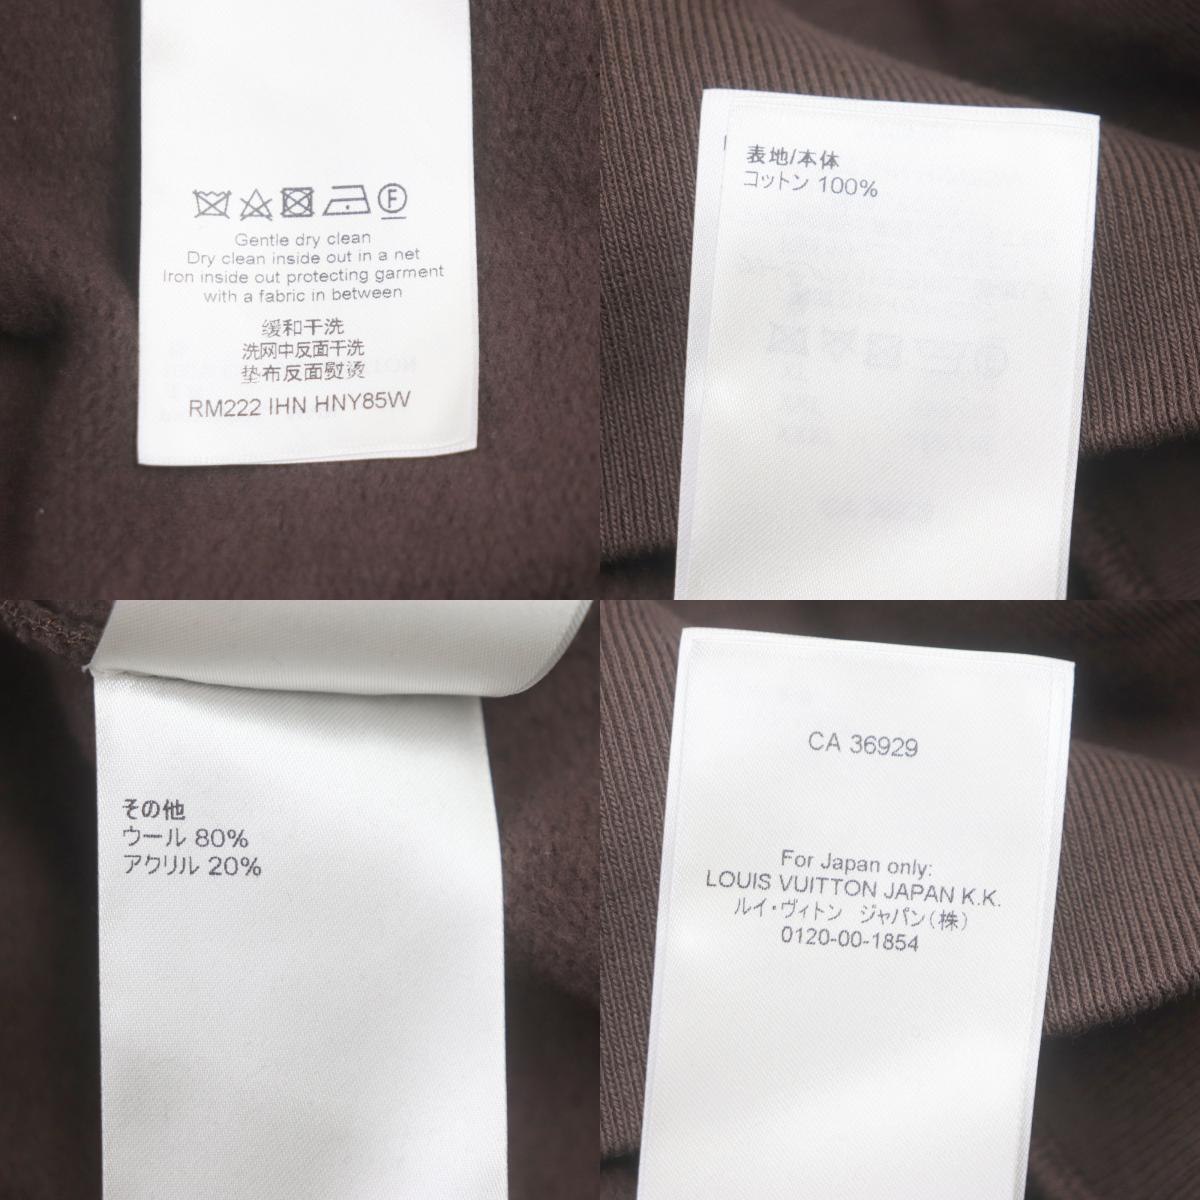 F
Gentle dry clean
Dry clean inside out in a net
Iron inside out protecting garment
with a fabric in between
缓和干洗
洗网中反面干洗
垫布反面熨烫
RM222 IHN HNY85W
表地/本体
コットン 100%
その他
ウール 80%
アクリル 20%
CA 36929
For Japan only:
LOUIS VUITTON JAPAN K.K.
ルイ・ヴィトン ジャパン(株)
0120-00-1854